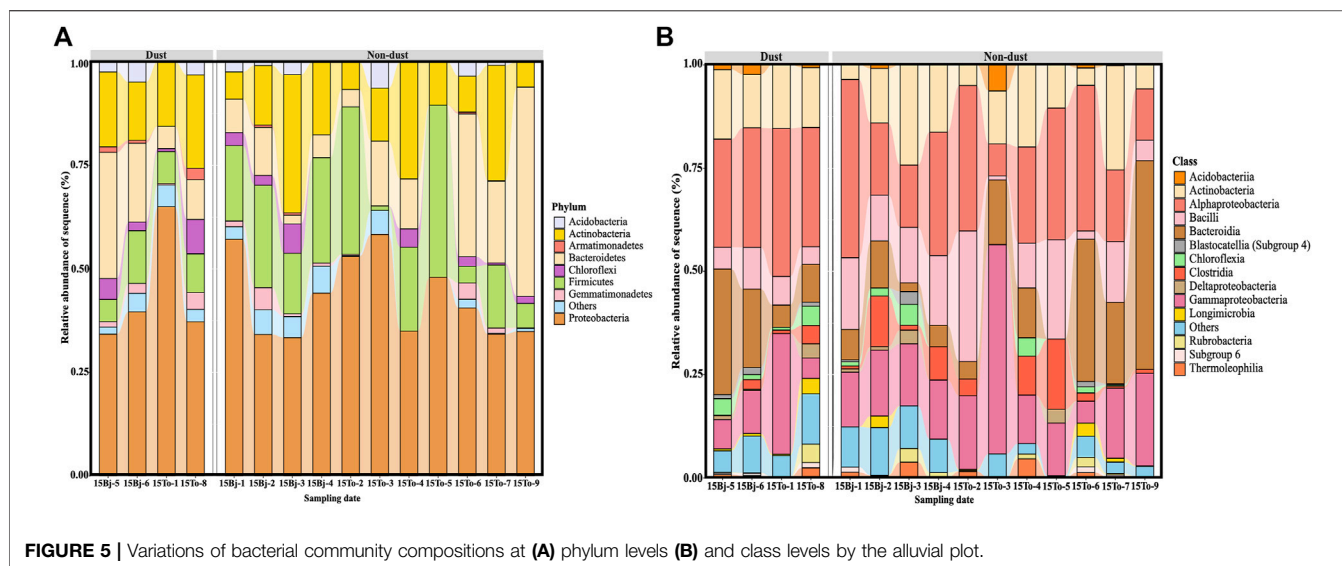 A
Dust Non-dust
Relative abundance of sequence (%)
1.00
0.75
0.50
0.25
0.00
15Bj-5 15Bj-6 15To-1 15To-8 15Bj-1 15Bj-2 15Bj-3 15Bj-4 15To-2 15To-3 15To-4 15To-5 15To-6 15To-7 15To-9
Sampling date
Phylum
Acidobacteria
Actinobacteria
Armatimonadetes
Bacteroidetes
Chloroflexi
Firmicutes
Gemmatimonadetes
Others
Proteobacteria
B
Dust Non-dust
Relative abundance of sequence (%)
1.00
0.75
0.50
0.25
0.00
15Bj-5 15Bj-6 15To-1 15To-8 15Bj-1 15Bj-2 15Bj-3 15Bj-4 15To-2 15To-3 15To-4 15To-5 15To-6 15To-7 15To-9
Sampling date
Class
Acidobacteriia
Actinobacteria
Alphaproteobacteria
Bacilli
Bacteroidia
Blastocatellia (Subgroup 4)
Chloroflexia
Clostridia
Deltaproteobacteria
Gammaproteobacteria
Longimicrobia
Others
Rubrobacteria
Subgroup 6
Thermoleophilia
FIGURE 5 | Variations of bacterial community compositions at (A) phylum levels (B) and class levels by the alluvial plot.